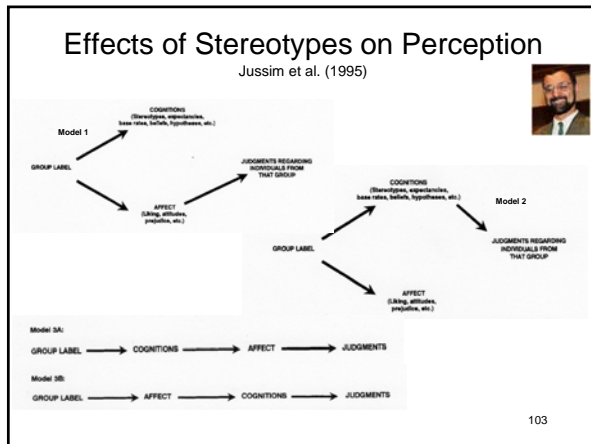 Effects of Stereotypes on Perception
Jussim et al. (1995)
Model 1
COGNITIONS
(Stereotypes, expectancies,
base rates, beliefs, hypotheses, etc.)
GROUP LABEL
JUDGMENTS REGARDING
INDIVIDUALS FROM
THAT GROUP
AFFECT
(Liking, attitudes,
prejudice, etc.)
Model 2
COGNITIONS
(Stereotypes, expectancies,
base rates, beliefs, hypotheses, etc.)
GROUP LABEL
JUDGMENTS REGARDING
INDIVIDUALS FROM
THAT GROUP
AFFECT
(Liking, attitudes,
prejudice, etc.)
Model 3A:
GROUP LABEL COGNITIONS AFFECT JUDGMENTS
Model 3B:
GROUP LABEL AFFECT COGNITIONS JUDGMENTS
103